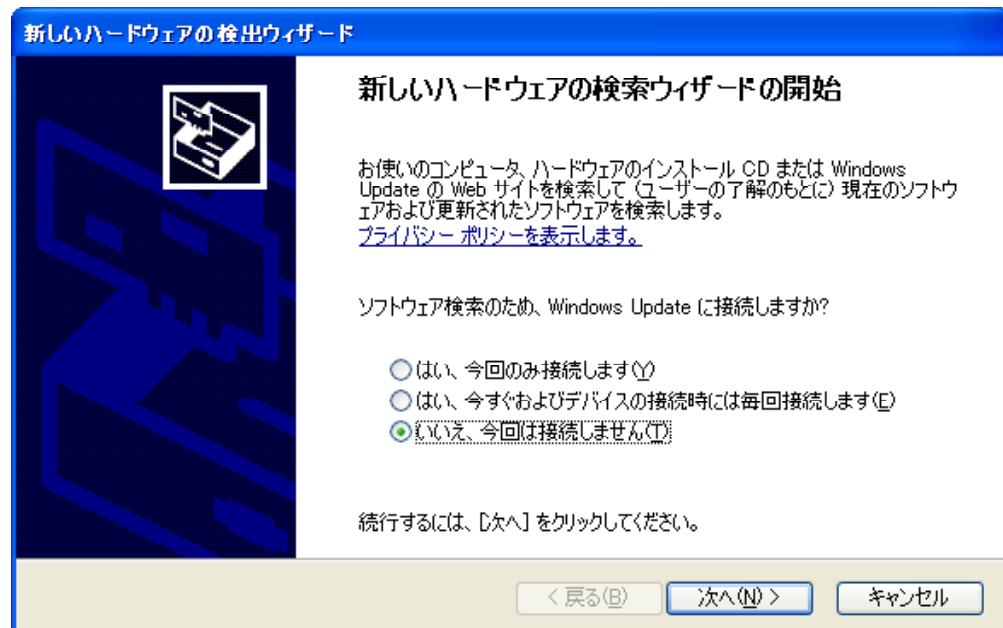 新しいハードウェアの検出ウィザード
新しいハードウェアの検索ウィザードの開始
お使いのコンピュータ、ハードウェアのインストール CD または Windows
Update の Web サイトを検索して (ユーザーの了解のもとに) 現在のソフトウ
ェアおよび更新されたソフトウェアを検索します。
プライバシー ポリシーを表示します。
ソフトウェア検索のため、Windows Update に接続しますか?
はい、今回のみ接続します(Y)
はい、今すぐおよびデバイスの接続時には毎回接続します(E)
いいえ、今回は接続しません(T)
続行するには、[次へ] をクリックしてください。
< 戻る(B) 次へ(N) > キャンセル